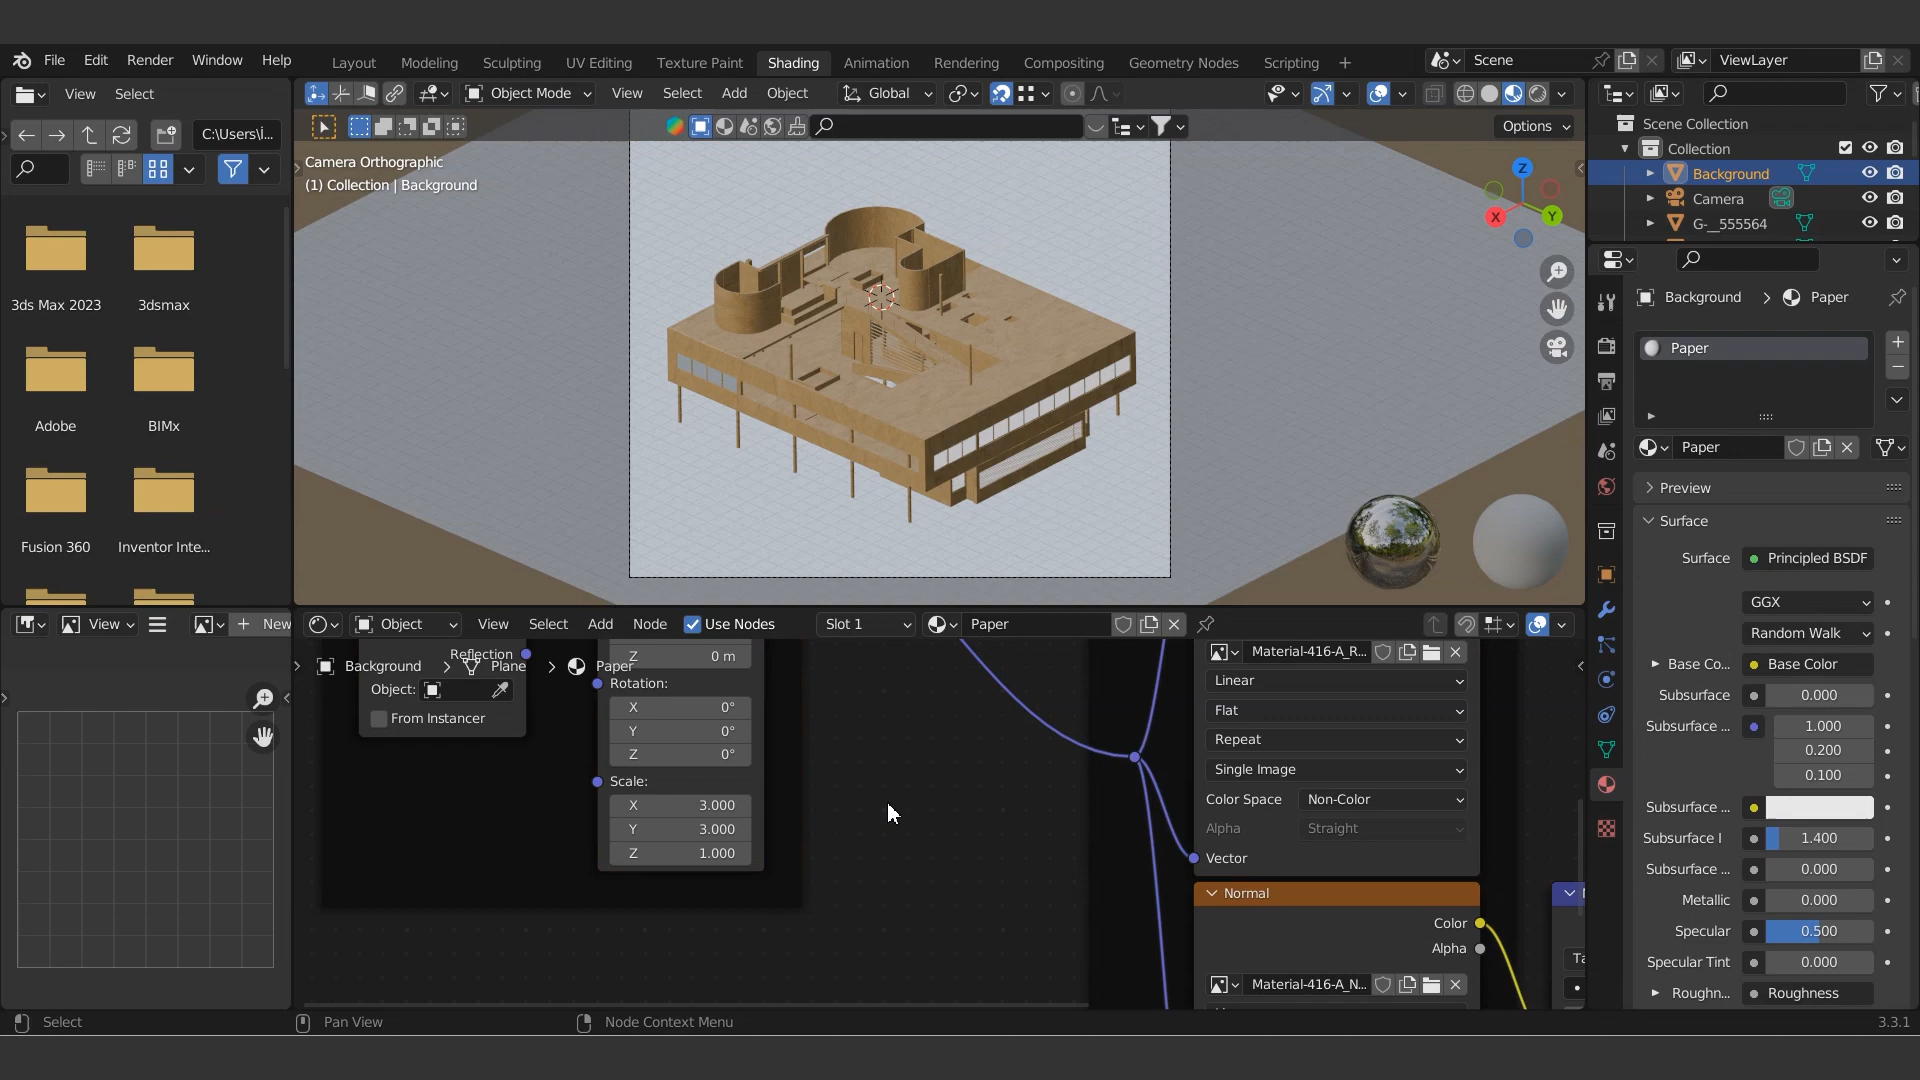 File Edit Render Window Help
Layout Modeling Sculpting UV Editing Texture Paint Shading Animation Rendering Compositing Geometry Nodes Scripting +
Scene
ViewLayer
View Select
Object Mode View Select Add Object Global
C:\Users\İ...
Options
Camera Orthographic
(1) Collection | Background
Z
X
Y
3ds Max 2023
3dsmax
Adobe
BIMx
Fusion 360
Inventor Inte...
Scene Collection
Collection
Background
Camera
G-__555564
Background > Paper
Paper
Paper
Preview
Surface
Surface Principled BSDF
GGX
Random Walk
Base Co... Base Color
Subsurface 0.000
Subsurface ... 1.000
0.200
0.100
Subsurface ...
Subsurface I 1.400
Subsurface ... 0.000
Metallic 0.000
Specular 0.500
Specular Tint 0.000
Roughn... Roughness
View
New
Object View Select Add Node Use Nodes Slot 1 Paper
Background > Plane > Paper
Reflection
Object:
From Instancer
Z 0 m
Rotation:
X 0°
Y 0°
Z 0°
Scale:
X 3.000
Y 3.000
Z 1.000
Material-416-A_R...
Linear
Flat
Repeat
Single Image
Color Space Non-Color
Alpha Straight
Vector
Normal
Color
Alpha
Material-416-A_N...
Select
Pan View
Node Context Menu
3.3.1